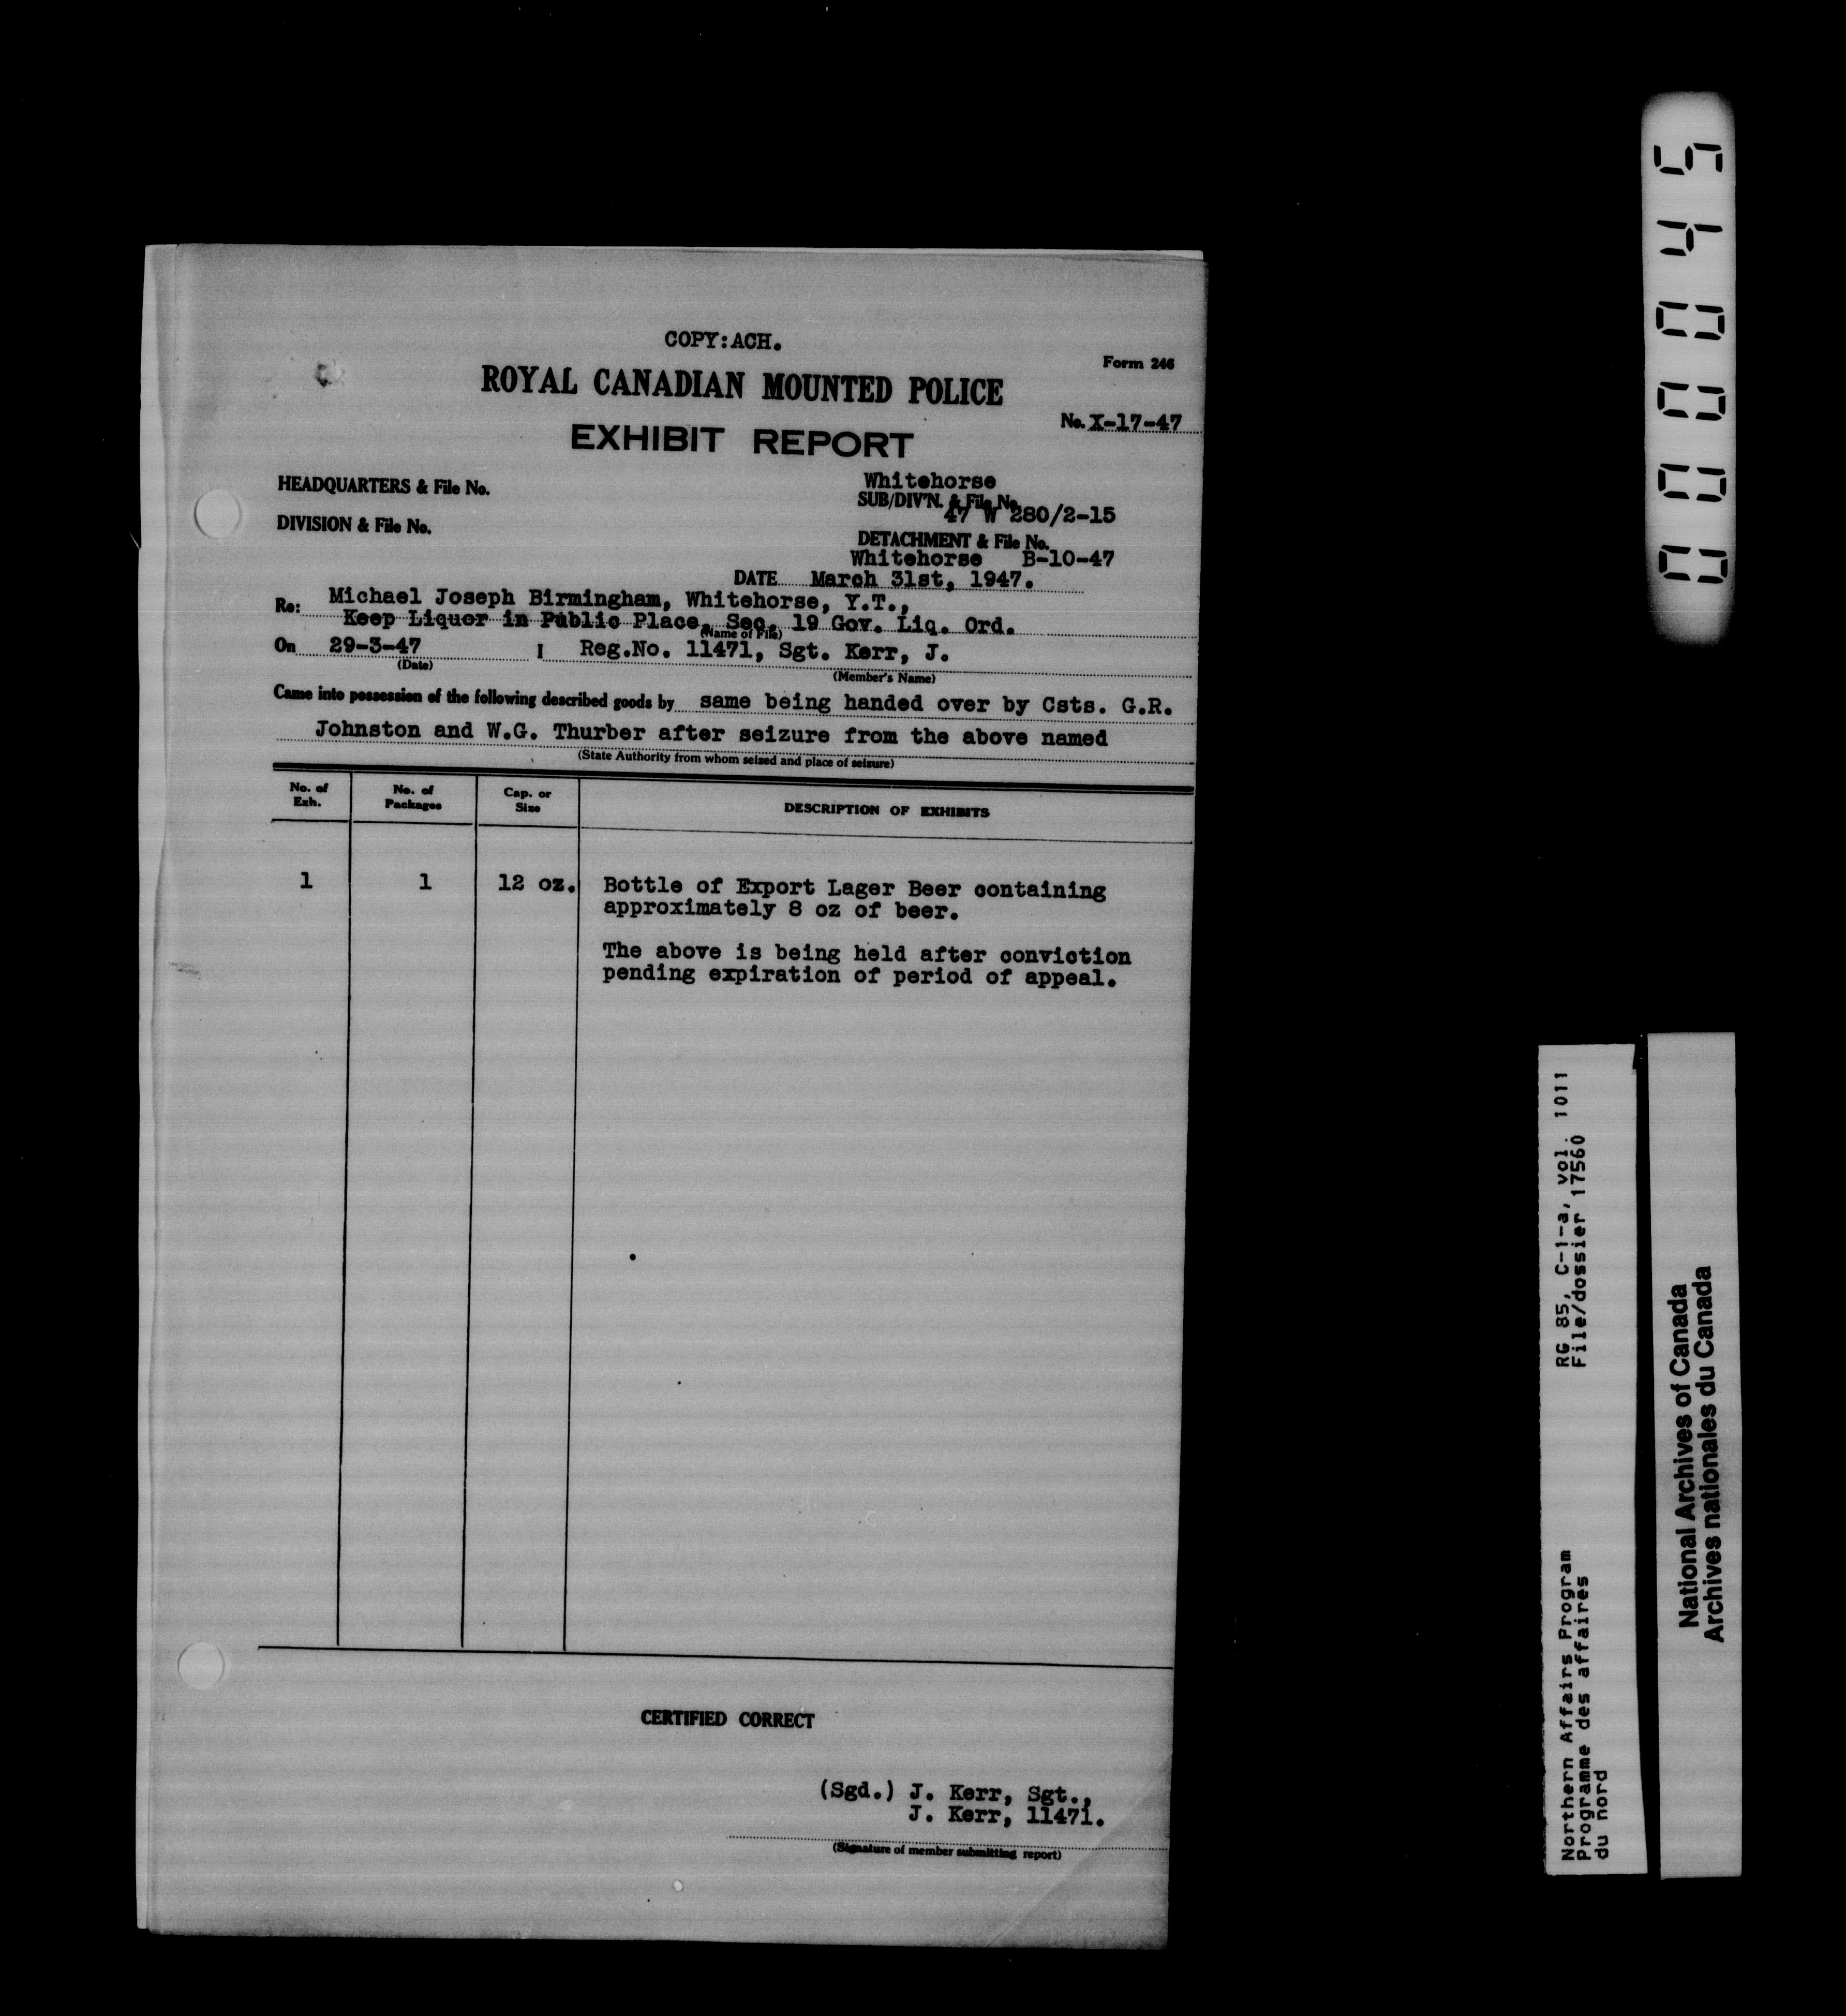 COPY:ACH.
Form 246
ROYAL CANADIAN MOUNTED POLICE
No. X-17-47
EXHIBIT REPORT
Whitehorse
HEADQUARTERS & File No.
SUB/DIV'N. & File No.
47 W 280/2-15
DIVISION & File No.
DETACHMENT & File No.
Whitehorse B-10-47
DATE March 31st, 1947.
Re: Michael Joseph Birmingham, Whitehorse, Y.T.,
Keep Liquor in Public Place, Sec. 19 Gov. Liq. Ord.
(Name of File)
On 29-3-47 I Reg.No. 11471, Sgt. Kerr, J.
(Date) (Member's Name)
Came into possession of the following described goods by same being handed over by Csts. G.R.
Johnston and W.G. Thurber after seizure from the above named
(State Authority from whom seized and place of seizure)
No. of Exh.
No. of Packages
Cap. or Size
DESCRIPTION OF EXHIBITS
1 1 12 oz. Bottle of Export Lager Beer containing
approximately 8 oz of beer.
The above is being held after conviction
pending expiration of period of appeal.
CERTIFIED CORRECT
(Sgd.) J. Kerr, Sgt.,
J. Kerr, 11471.
(Signature of member submitting report)
000045
RG 85, C-1-a, vol. 1011
File/dossier 17560
Northern Affairs Program
Programme des affaires
du nord
National Archives of Canada
Archives nationales du Canada